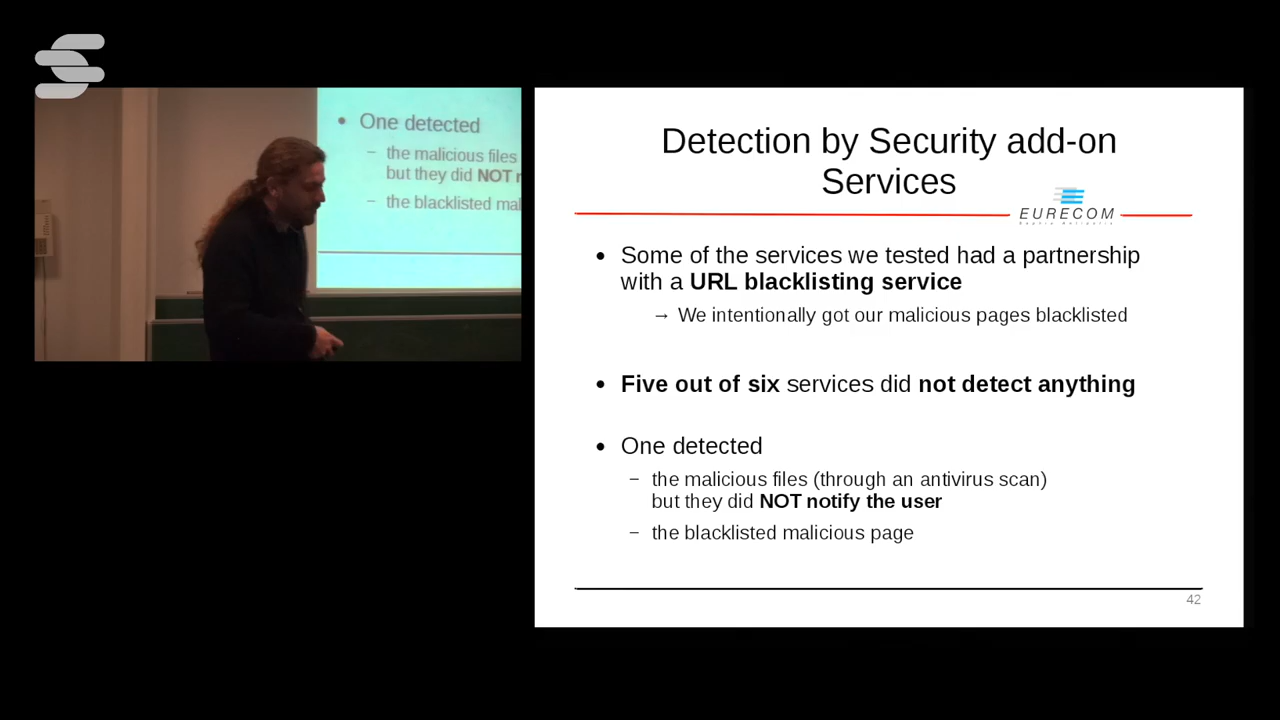 One detected
– the malicious files
but they did NOT
– the blacklisted mal
Detection by Security add-on
Services
EURECOM
• Some of the services we tested had a partnership
with a URL blacklisting service
→ We intentionally got our malicious pages blacklisted
• Five out of six services did not detect anything
• One detected
– the malicious files (through an antivirus scan)
but they did NOT notify the user
– the blacklisted malicious page
42